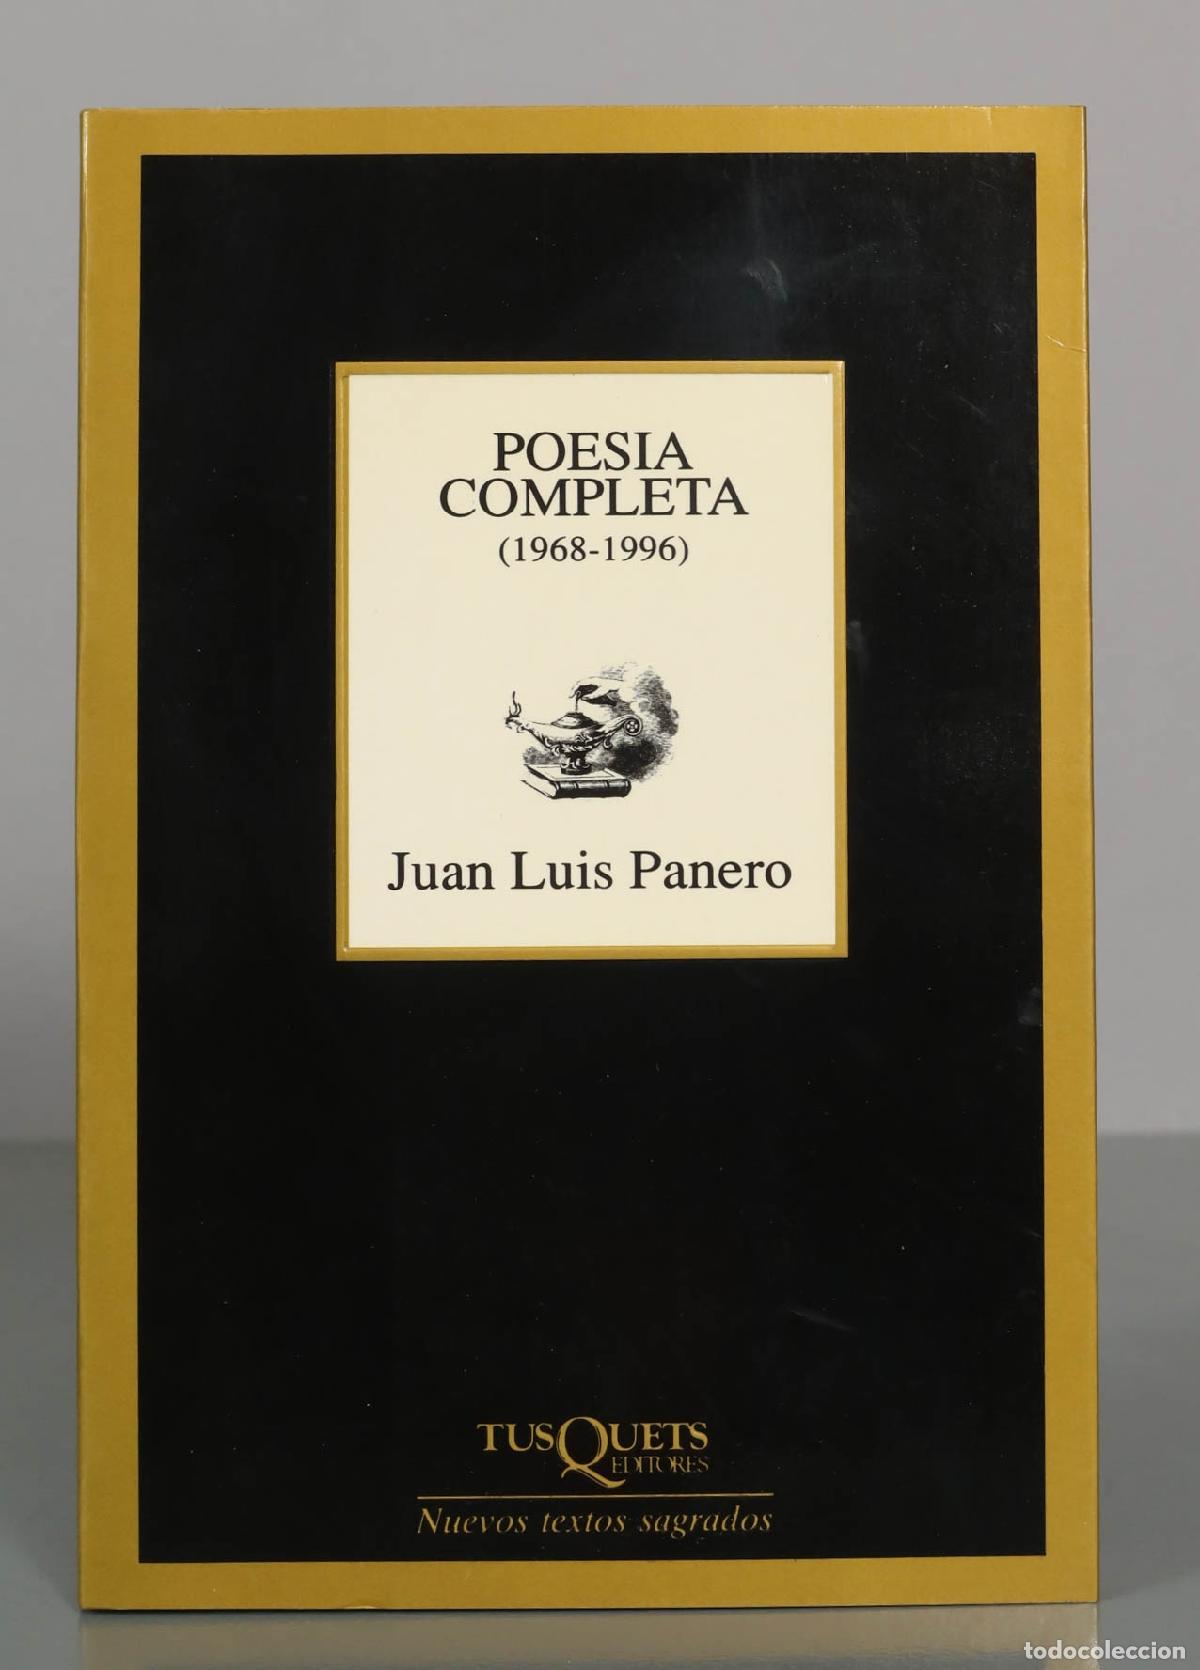 POESIA
COMPLETA
(1968-1996)
Juan Luis Panero
TUSQUETS
EDITORES
Nuevos textos sagrados
todocoleccion